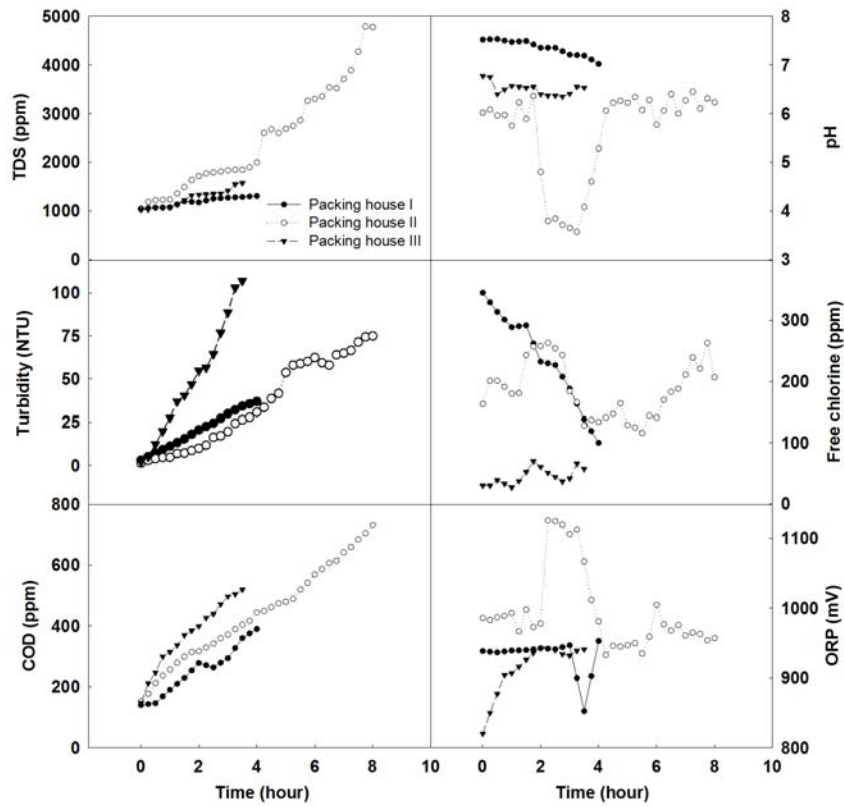 5000
4000
3000
2000
1000
0
TDS (ppm)
Packing house I
Packing house II
Packing house III
8
7
6
5
4
3
pH
100
75
50
25
0
Turbidity (NTU)
300
200
100
0
Free chlorine (ppm)
800
600
400
200
0
COD (ppm)
1100
1000
900
800
ORP (mV)
0 2 4 6 8 10
Time (hour)
0 2 4 6 8 10
Time (hour)